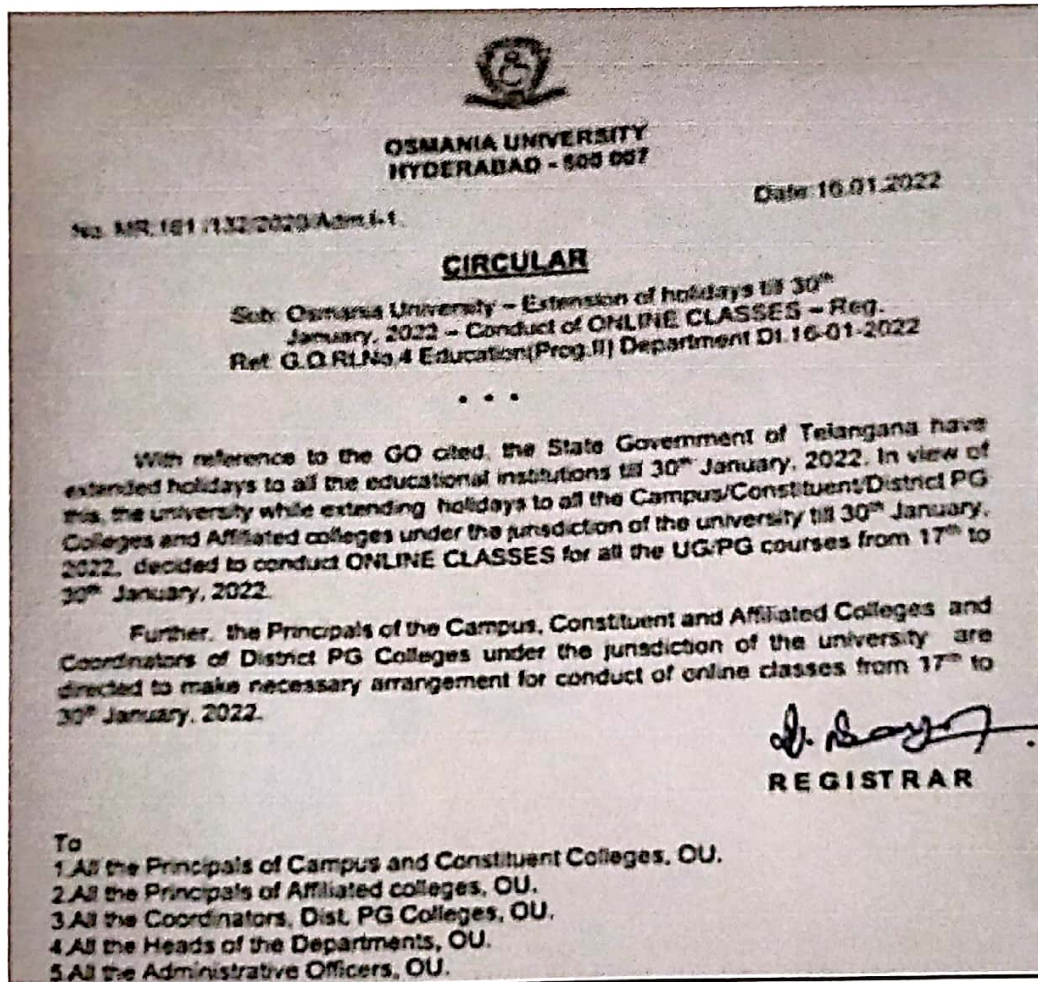 OSMANIA UNIVERSITY
HYDERABAD - 500 007
Date 16.01.2022
No. MR.161 /132/2020/Adm.I-1.
CIRCULAR
Sub: Osmania University – Extension of holidays till 30th
January, 2022 – Conduct of ONLINE CLASSES – Reg.
Ref: G.O.Rt.No.4 Education(Prog.II) Department Dt.16-01-2022
• • •
With reference to the GO cited, the State Government of Telangana have
extended holidays to all the educational institutions till 30th January, 2022. In view of
this, the university while extending holidays to all the Campus/Constituent/District PG
Colleges and Affiliated colleges under the jurisdiction of the university till 30th January,
2022, decided to conduct ONLINE CLASSES for all the UG/PG courses from 17th to
30th January, 2022.
Further, the Principals of the Campus, Constituent and Affiliated Colleges and
Coordinators of District PG Colleges under the jurisdiction of the university are
directed to make necessary arrangement for conduct of online classes from 17th to
30th January, 2022.
REGISTRAR
To
1.All the Principals of Campus and Constituent Colleges, OU.
2.All the Principals of Affiliated colleges, OU.
3.All the Coordinators, Dist. PG Colleges, OU.
4.All the Heads of the Departments, OU.
5.All the Administrative Officers, OU.